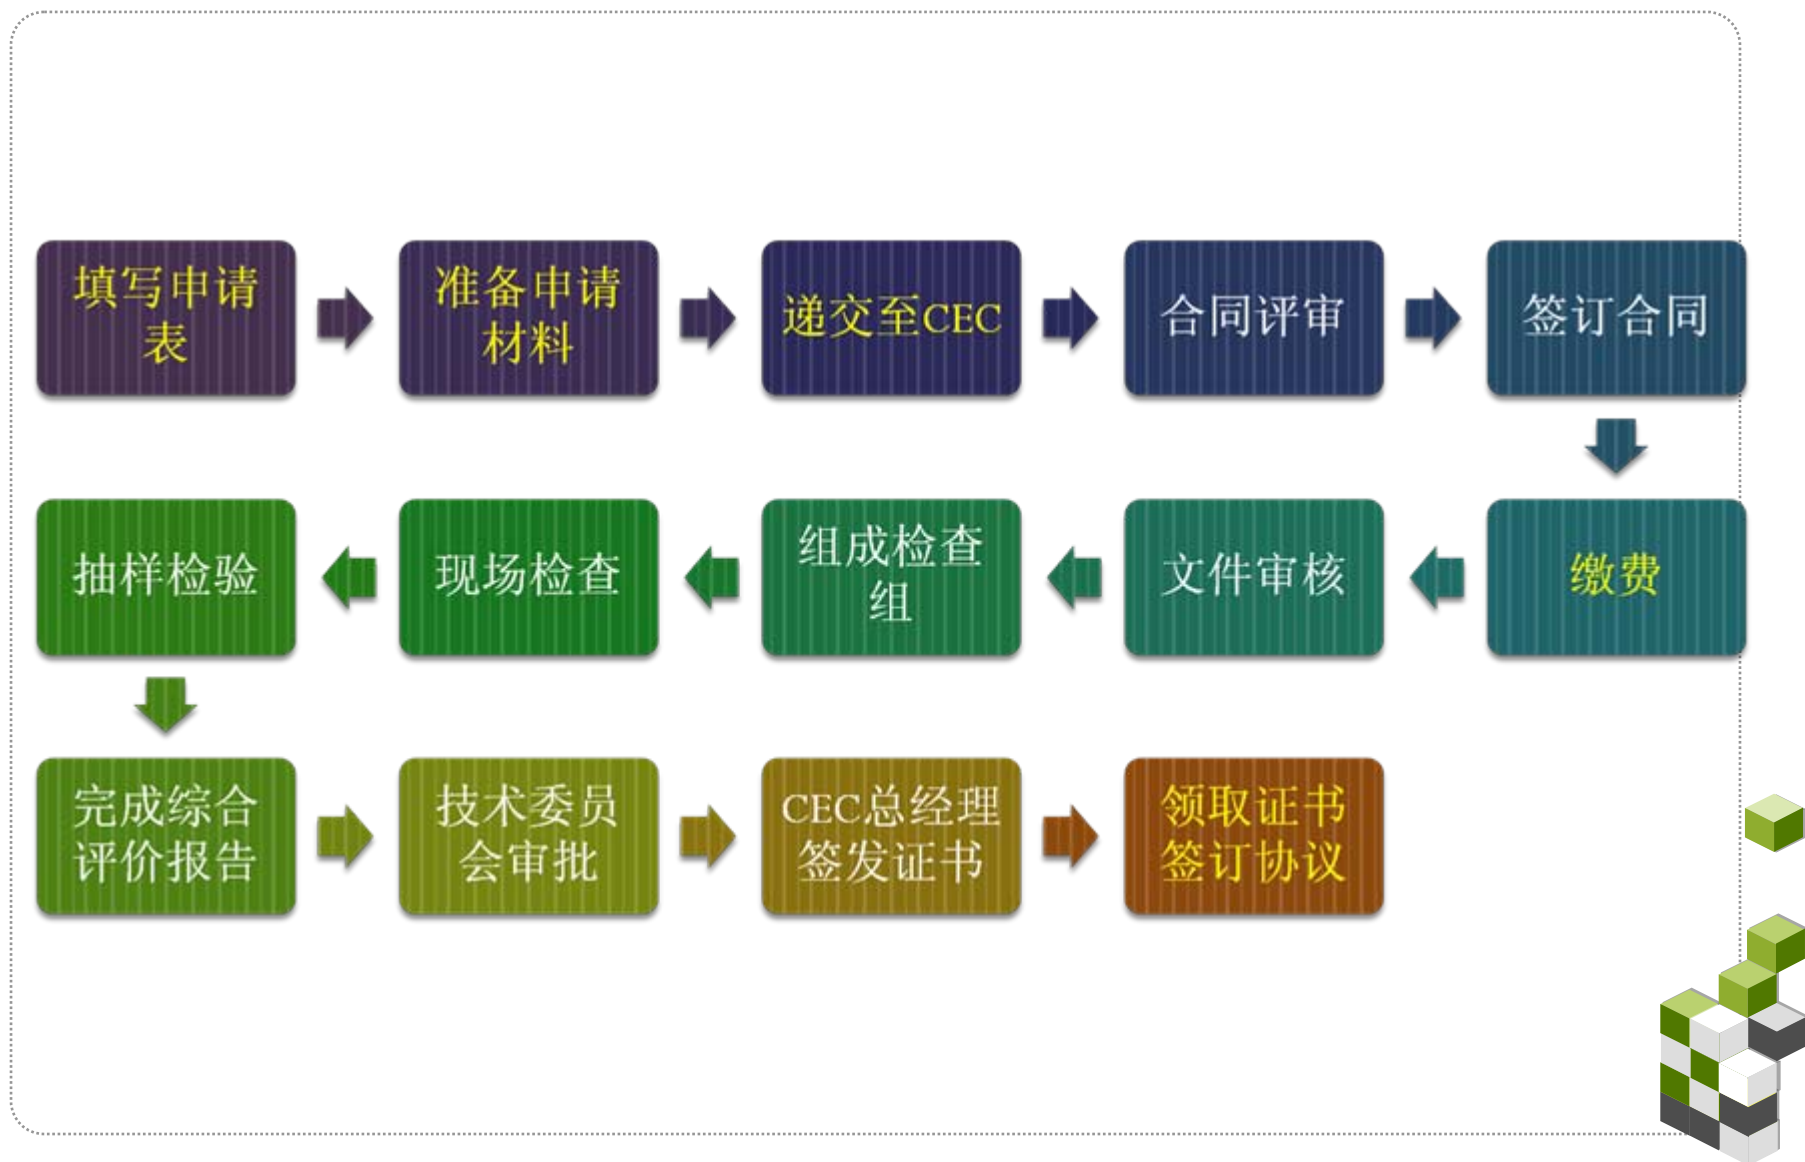 填写申请
表
准备申请
材料
递交至CEC
合同评审
签订合同
缴费
文件审核
组成检查
组
现场检查
抽样检验
完成综合
评价报告
技术委员
会审批
CEC总经理
签发证书
领取证书
签订协议